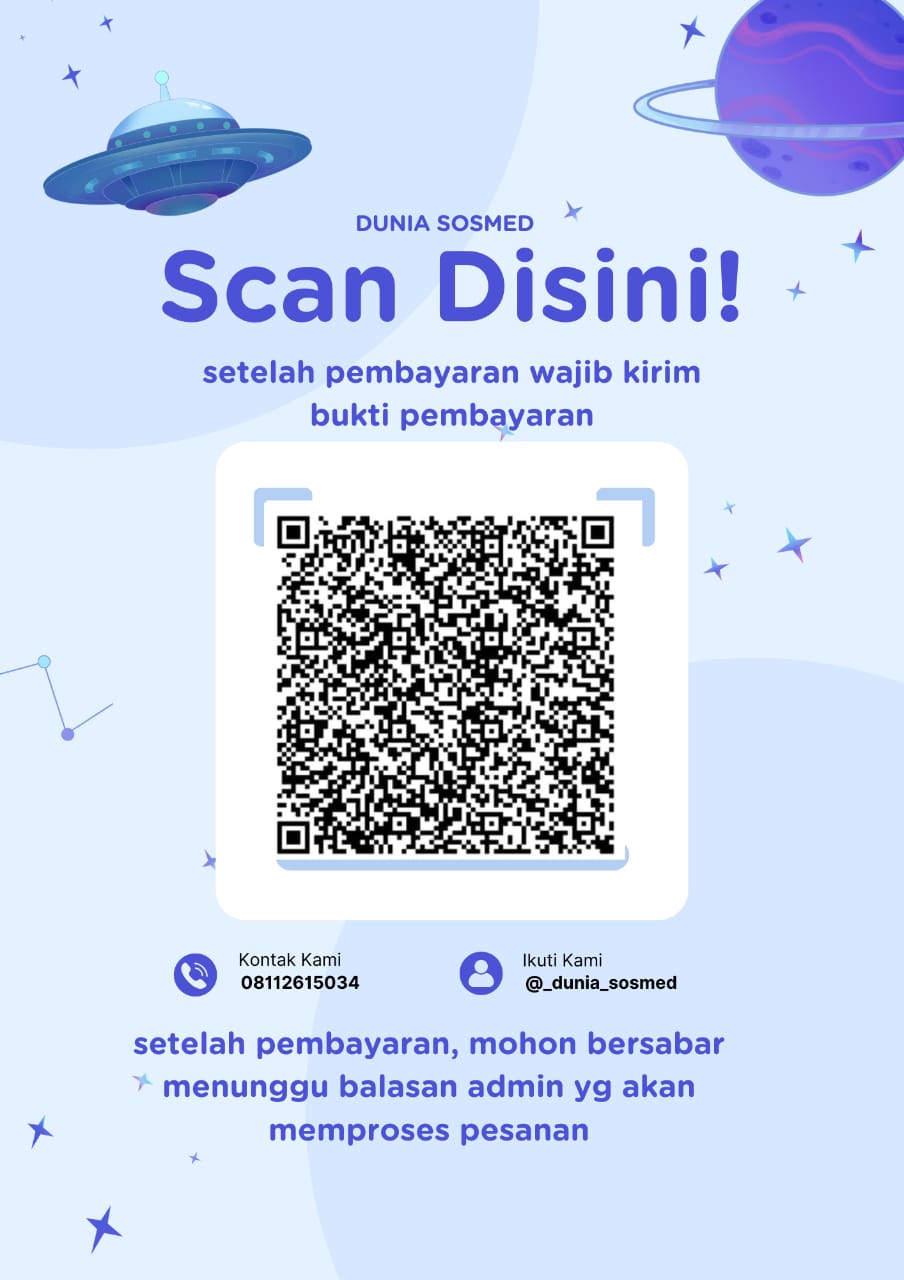 DUNIA SOSMED
Scan Disini!
setelah pembayaran wajib kirim
bukti pembayaran
Kontak Kami
08112615034
Ikuti Kami
@_dunia_sosmed
setelah pembayaran, mohon bersabar
menunggu balasan admin yg akan
memproses pesanan